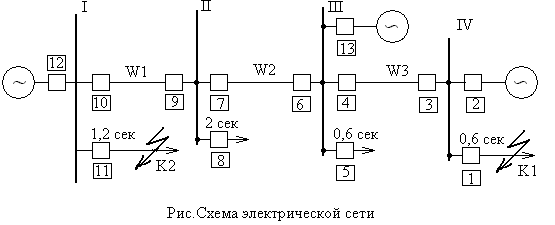 I
II
III
IV
12
13
W1
W2
W3
10
9
7
6
4
3
2
1,2 сек
2 сек
0,6 сек
0,6 сек
11
K2
8
5
1
K1
Рис.Схема электрической сети